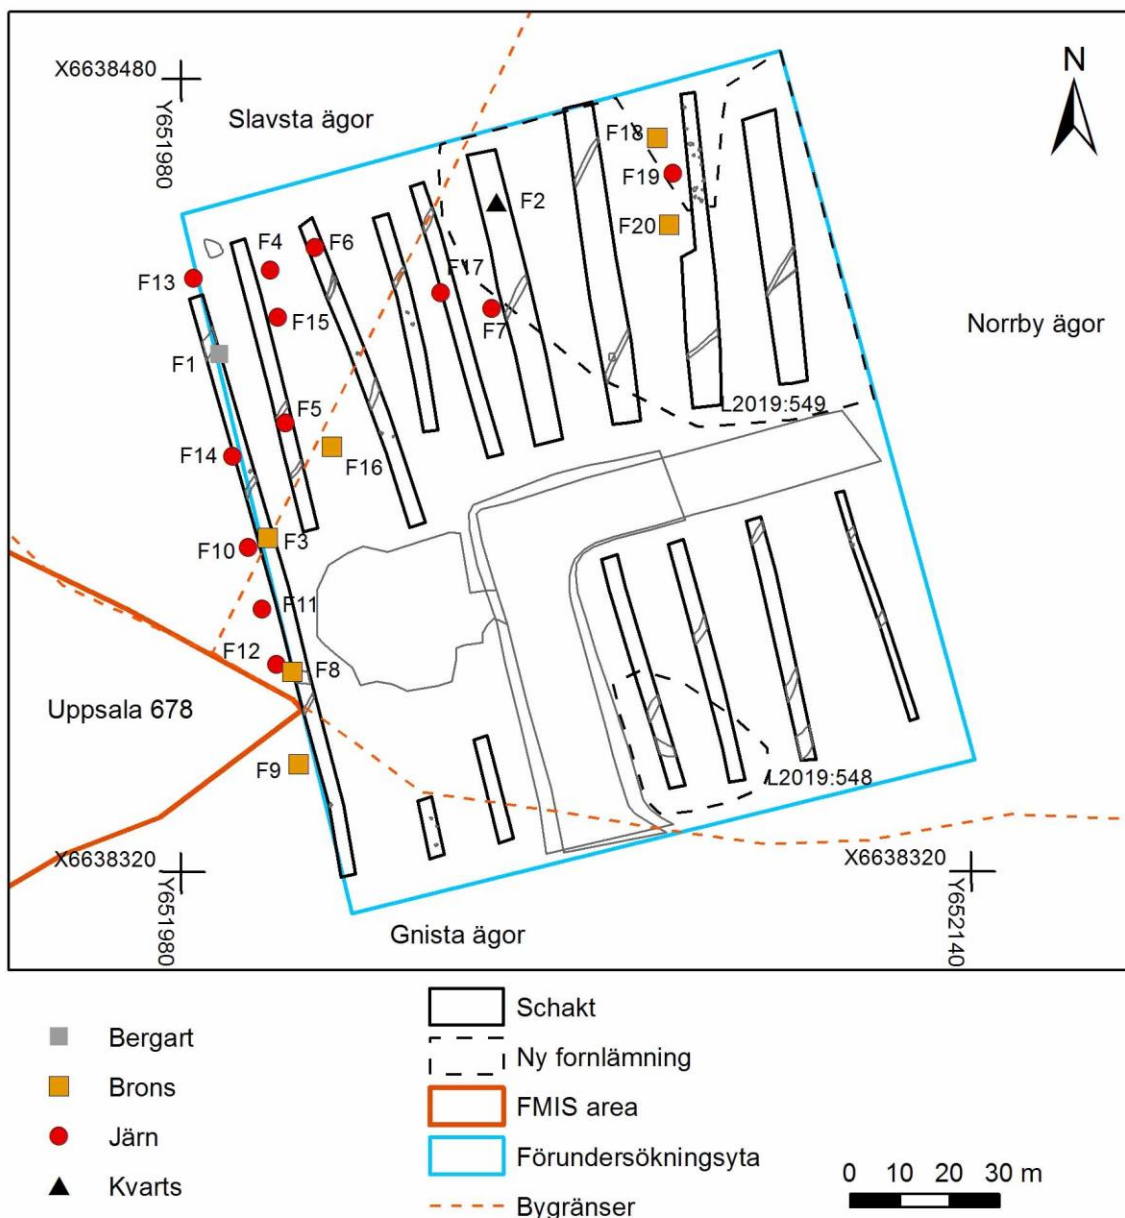 X6638480
Y651980
Slavsta ägor
N
F18
F19
F20
F2
F6
F4
F17
F13
F15
F7
Norrby ägor
F1
L2019:549
F5
F14
F16
F3
F10
F11
F12
F8
Uppsala 678
F9
L2019:548
X6638320
Y651980
X6638320
Y652140
Gnista ägor
Bergart
Brons
Järn
Kvarts
Schakt
Ny fornlämning
FMIS area
Förundersökningsyta
Bygränser
0 10 20 30 m